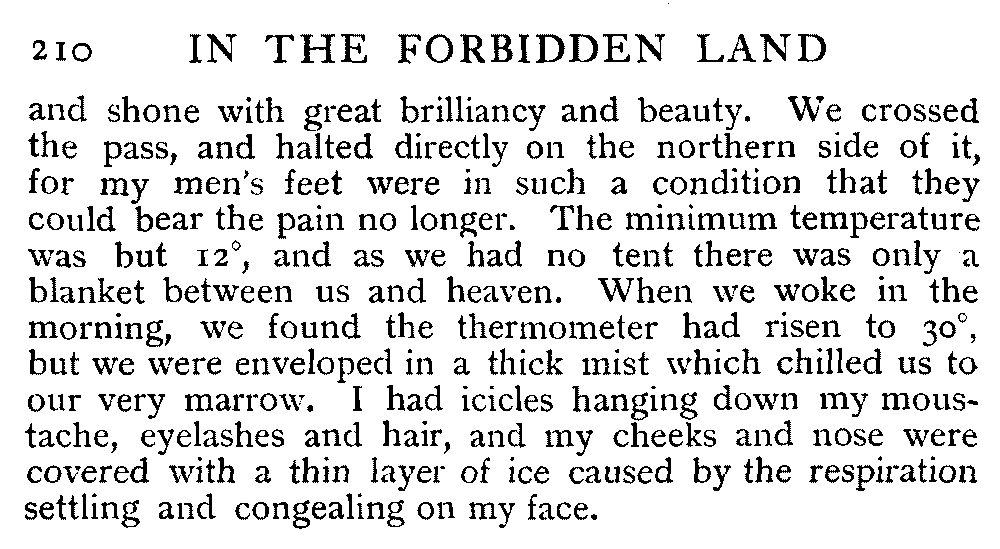 210 IN THE FORBIDDEN LAND
and shone with great brilliancy and beauty. We crossed
the pass, and halted directly on the northern side of it,
for my men's feet were in such a condition that they
could bear the pain no longer. The minimum temperature
was but 12°, and as we had no tent there was only a
blanket between us and heaven. When we woke in the
morning, we found the thermometer had risen to 30°,
but we were enveloped in a thick mist which chilled us to
our very marrow. I had icicles hanging down my mous-
tache, eyelashes and hair, and my cheeks and nose were
covered with a thin layer of ice caused by the respiration
settling and congealing on my face.